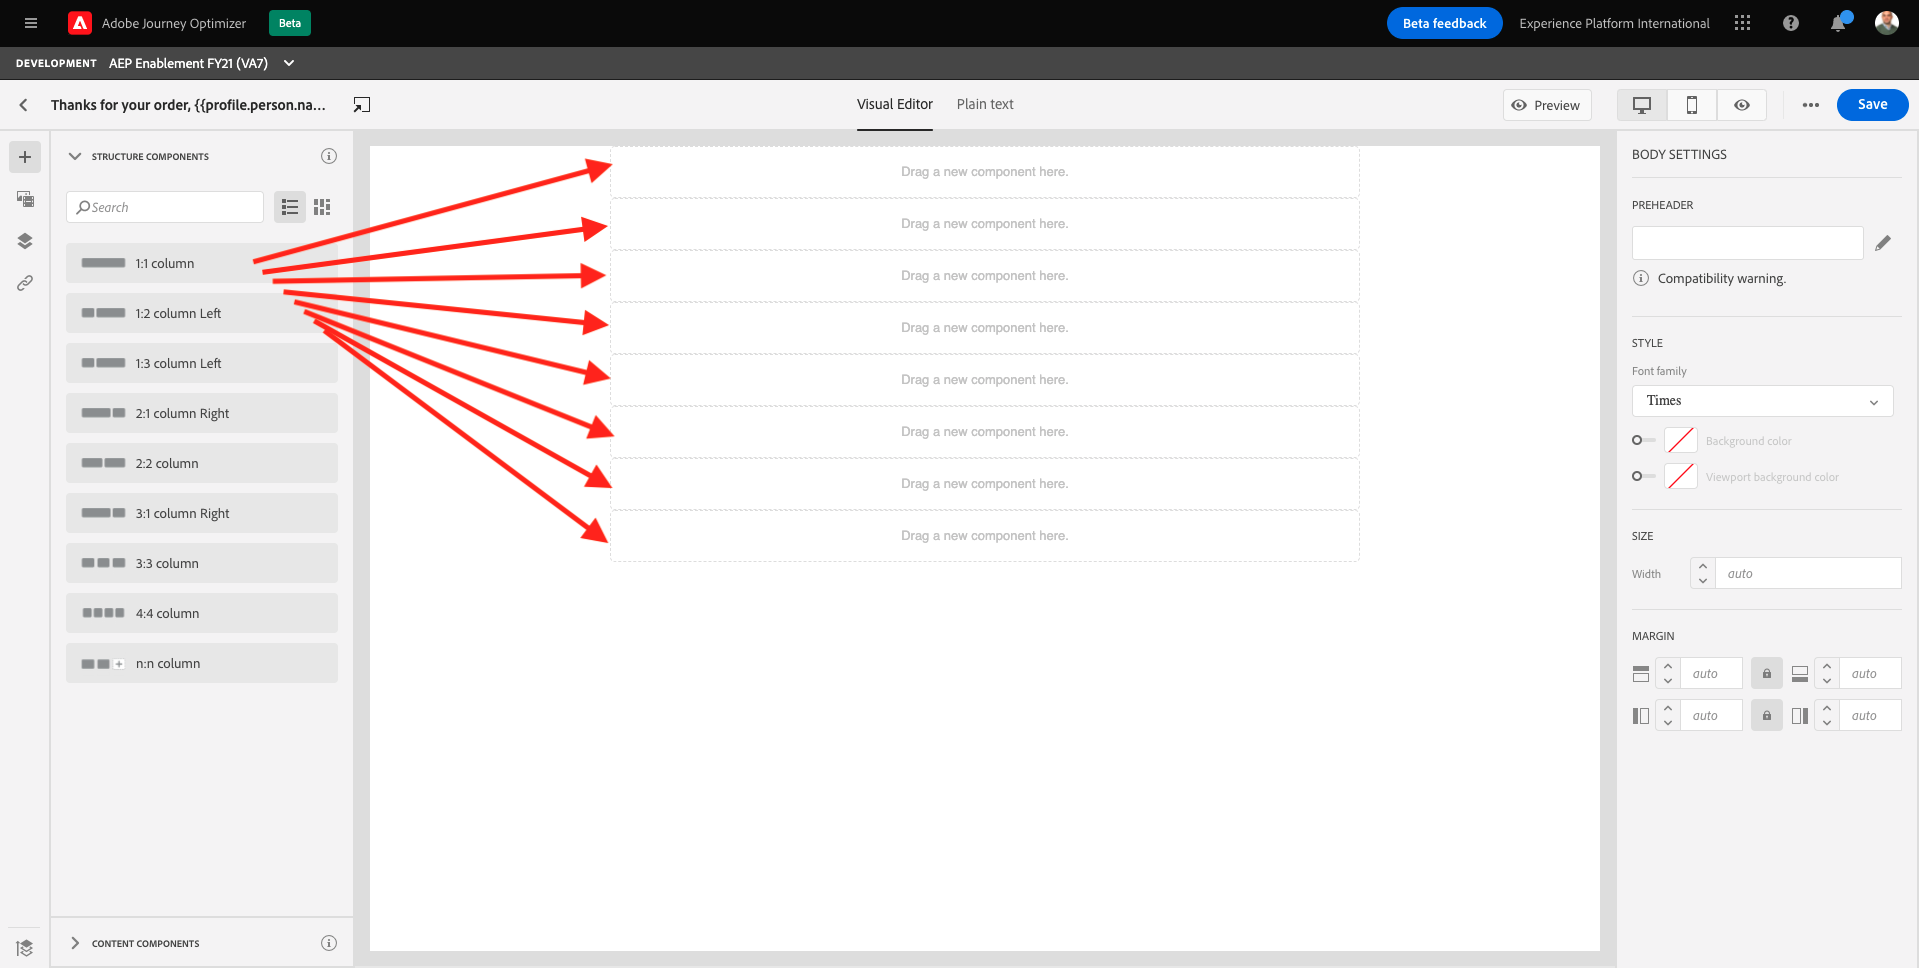 Adobe Journey Optimizer
Beta
Beta feedback
Experience Platform International
DEVELOPMENT
AEP Enablement FY21 (VA7)
Thanks for your order, {{profile.person.na...
Visual Editor
Plain text
Preview
Save
STRUCTURE COMPONENTS
Search
1:1 column
1:2 column Left
1:3 column Left
2:1 column Right
2:2 column
3:1 column Right
3:3 column
4:4 column
n:n column
CONTENT COMPONENTS
Drag a new component here.
Drag a new component here.
Drag a new component here.
Drag a new component here.
Drag a new component here.
Drag a new component here.
Drag a new component here.
Drag a new component here.
BODY SETTINGS
PREHEADER
Compatibility warning.
STYLE
Font family
Times
Background color
Viewport background color
SIZE
Width
auto
MARGIN
auto
auto
auto
auto